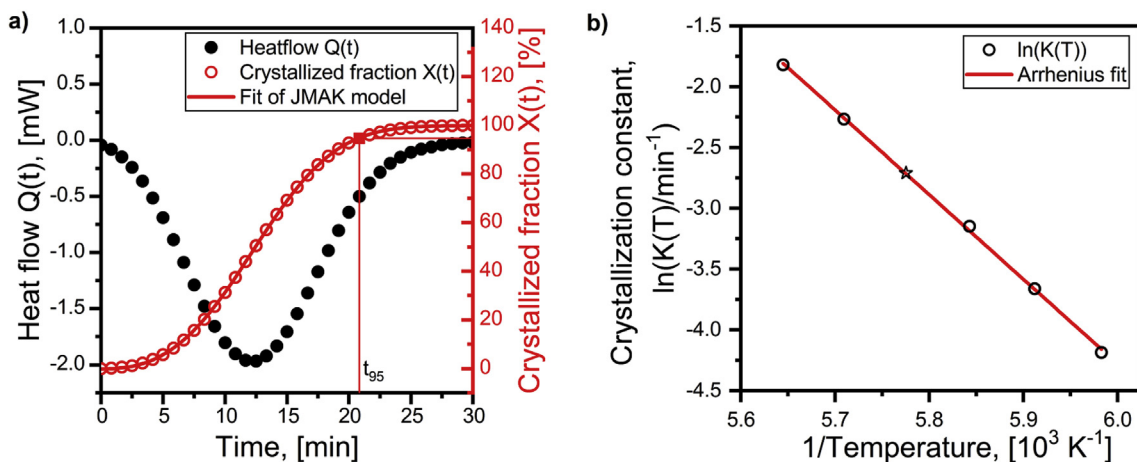 a)
Heat flow Q(t), [mW]
1.0
0.5
0.0
-0.5
-1.0
-1.5
-2.0
Heatflow Q(t)
Crystallized fraction X(t)
Fit of JMAK model
t95
0
5
10
15
20
25
30
Time, [min]
140
120
100
80
60
40
20
0
Crystallized fraction X(t), [%]
b)
Crystallization constant,
ln(K(T)/min-1)
-1.5
-2.0
-2.5
-3.0
-3.5
-4.0
-4.5
ln(K(T))
Arrhenius fit
5.6
5.7
5.8
5.9
6.0
1/Temperature, [10³ K⁻¹]